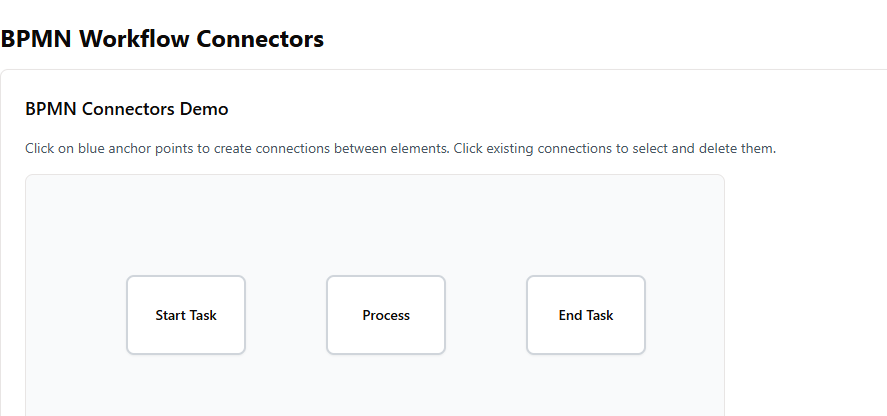 BPMN Workflow Connectors
BPMN Connectors Demo
Click on blue anchor points to create connections between elements. Click existing connections to select and delete them.
Start Task
Process
End Task